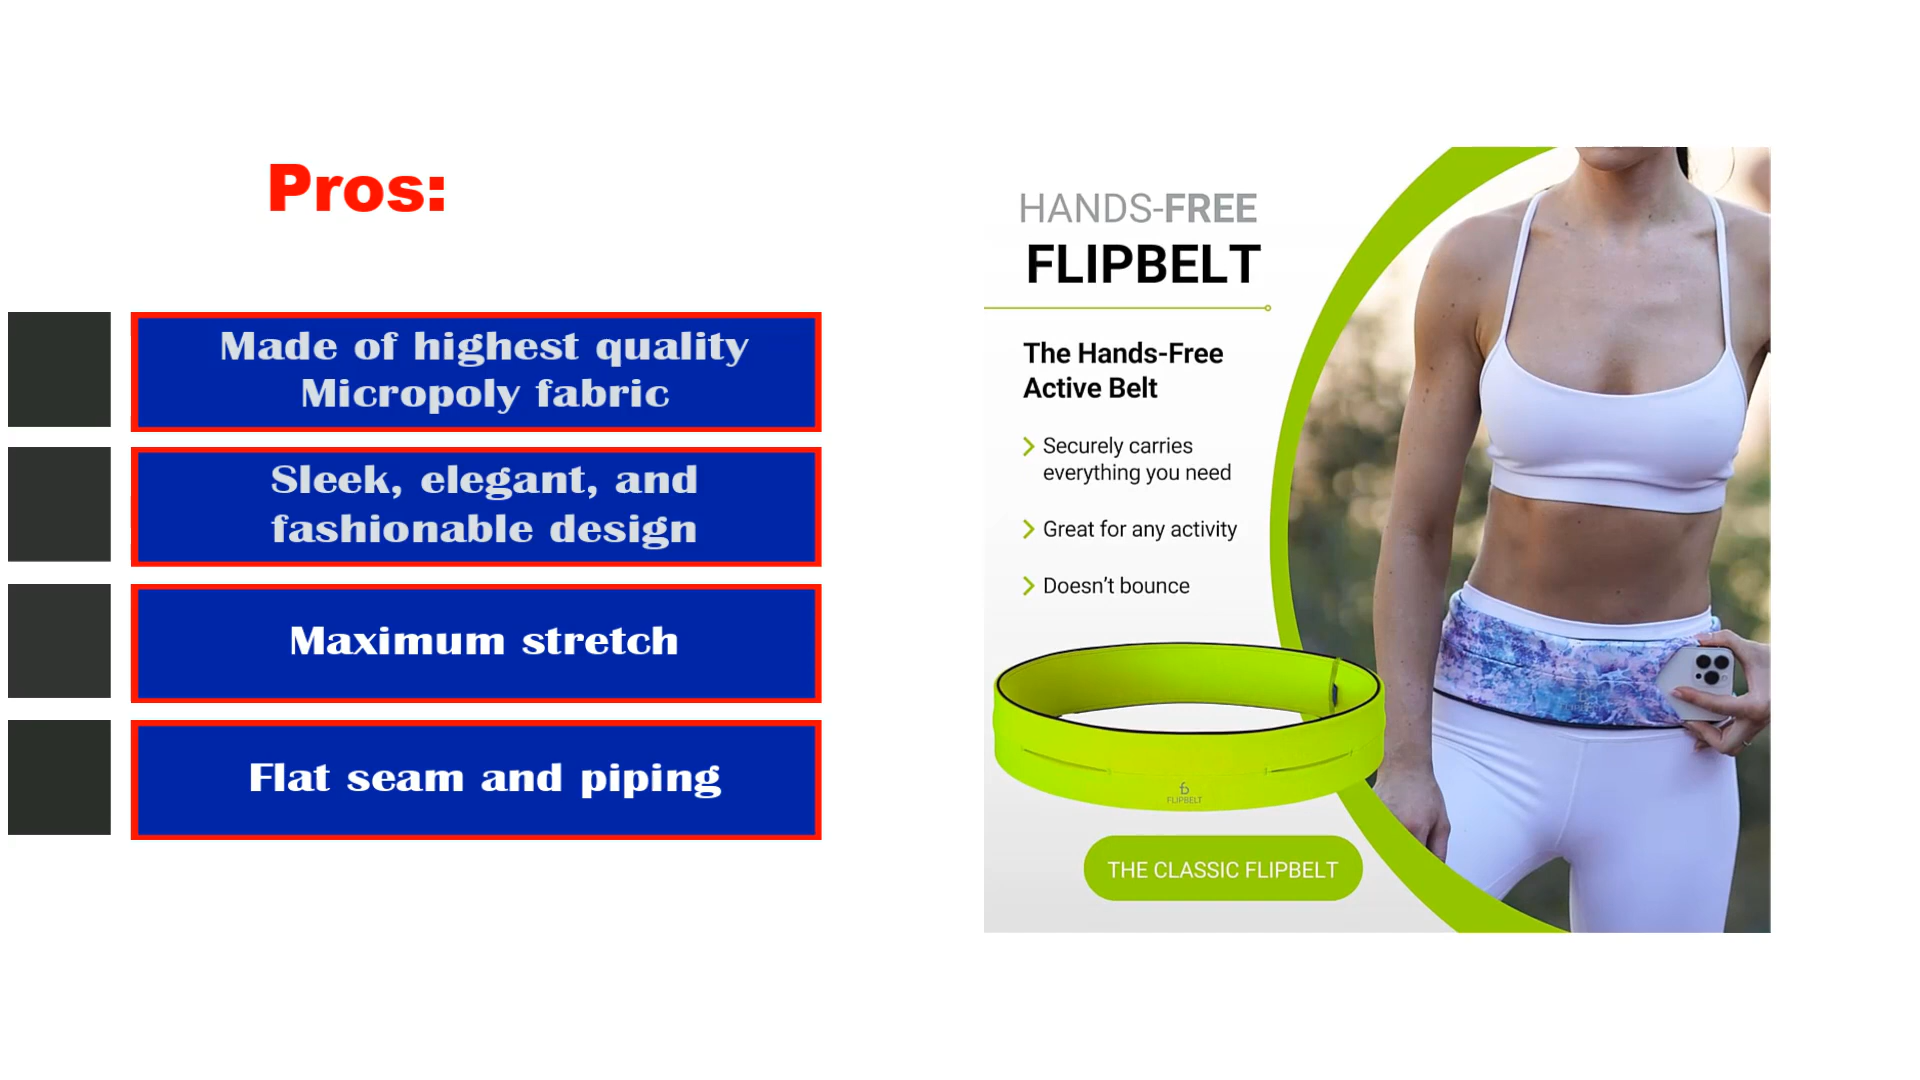 Pros:
Made of highest quality
Micropoly fabric
Sleek, elegant, and
fashionable design
Maximum stretch
Flat seam and piping
HANDS-FREE
FLIPBELT
The Hands-Free
Active Belt
Securely carries
everything you need
Great for any activity
Doesn't bounce
FLIPBELT
THE CLASSIC FLIPBELT